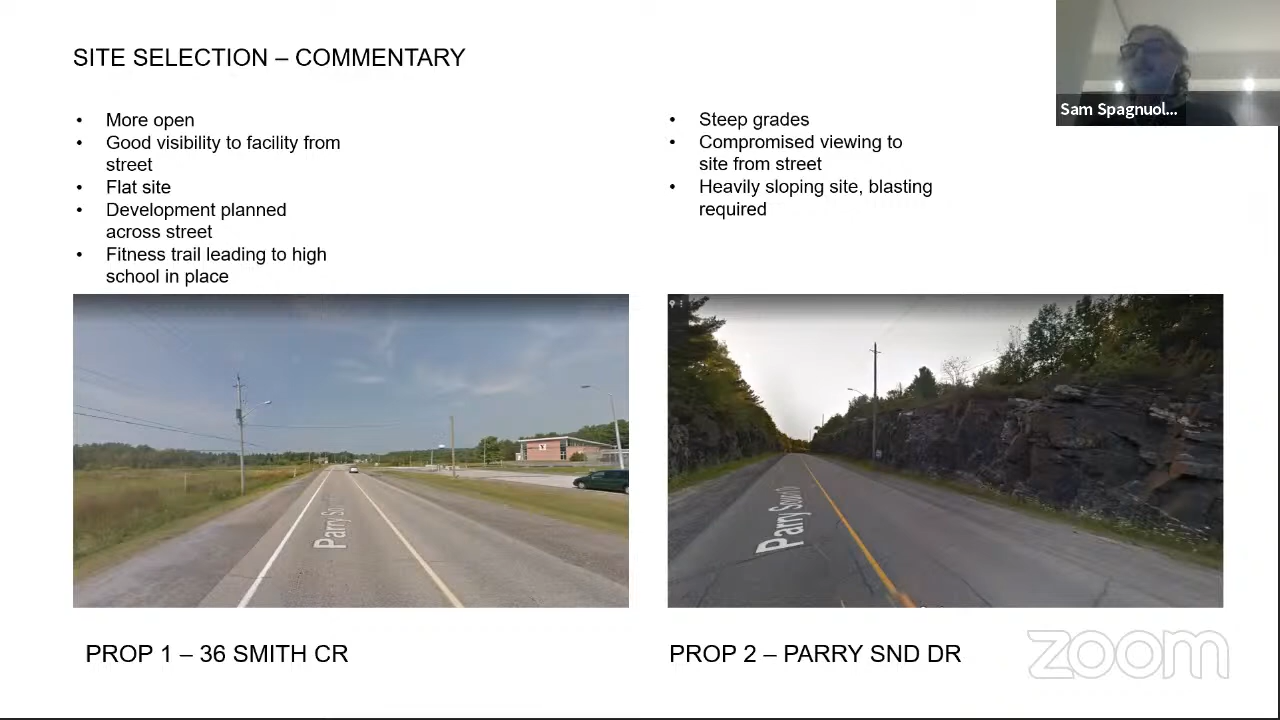 SITE SELECTION – COMMENTARY
Sam Spagnuol...
• More open
• Good visibility to facility from
street
• Flat site
• Development planned
across street
• Fitness trail leading to high
school in place
• Steep grades
• Compromised viewing to
site from street
• Heavily sloping site, blasting
required
Parry
Parry Soun
PROP 1 – 36 SMITH CR
PROP 2 – PARRY SND DR
zoom